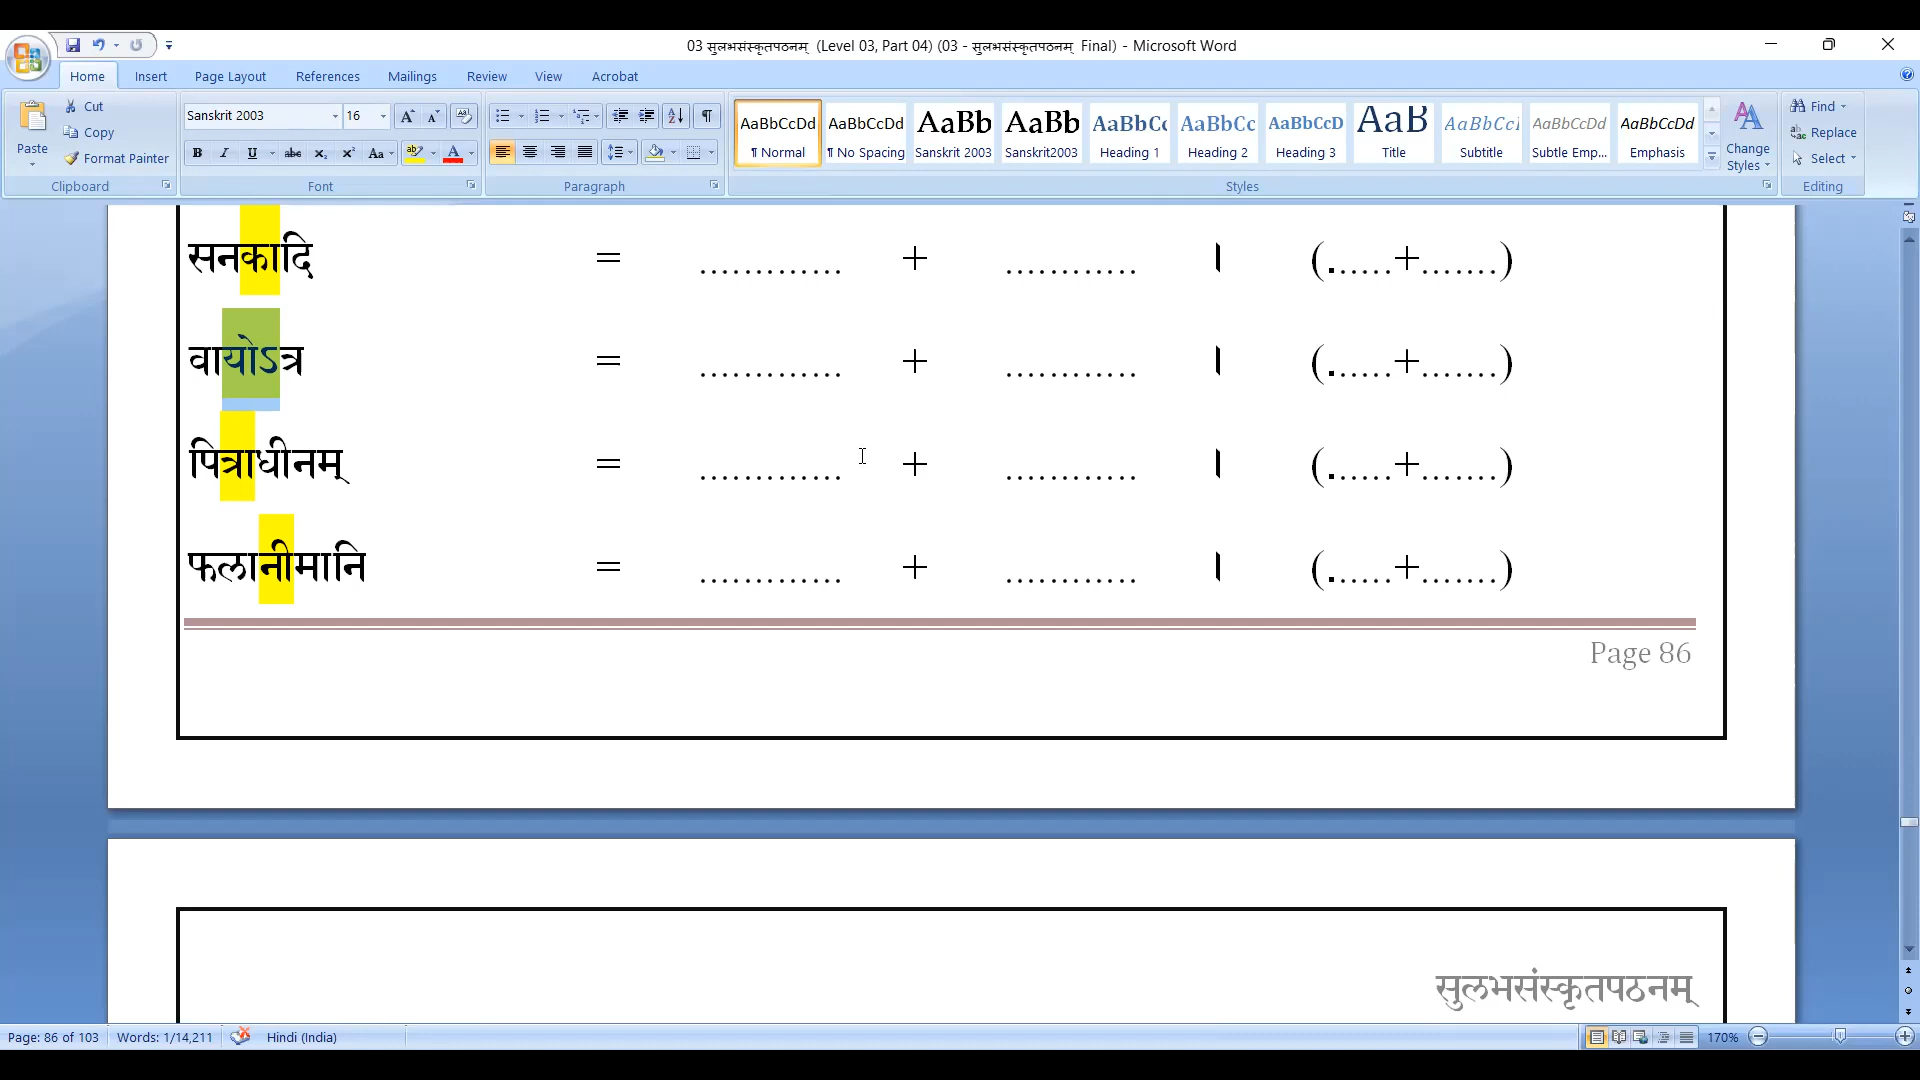 03 सुलभसंस्कृतपठनम् (Level 03, Part 04) (03 - सुलभसंस्कृतपठनम् Final) - Microsoft Word
Home Insert Page Layout References Mailings Review View Acrobat
Paste Cut Copy Format Painter Clipboard
Sanskrit 2003 16 Font
Paragraph
AaBbCcDd AaBbCcDd AaBb AaBb AaBbCc AaBbCc AaBbCcD AaB AaBbCcI AaBbCcDd AaBbCcDd
¶ Normal ¶ No Spacing Sanskrit 2003 Sanskrit2003 Heading 1 Heading 2 Heading 3 Title Subtitle Subtle Emp... Emphasis
Change Styles Styles
Find Replace Select Editing
सनकादि = ............ + ........... । (......+.......)
वायोऽत्र = ............ + ........... । (......+.......)
पित्राधीनम् = ............ + ........... । (......+.......)
फलानीमानि = ............ + ........... । (......+.......)
Page 86
सुलभसंस्कृतपठनम्
Page: 86 of 103 Words: 1/14,211 Hindi (India) 170%